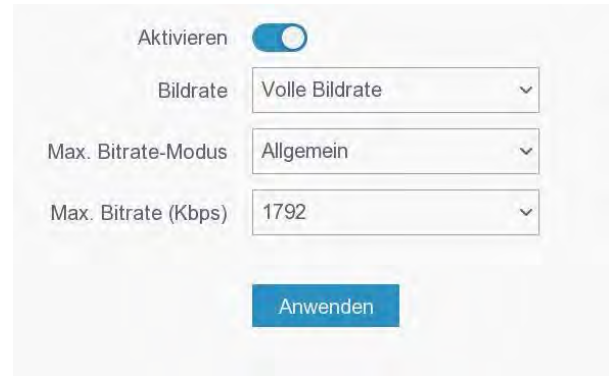 Aktivieren
Bildrate Volle Bildrate
Max. Bitrate-Modus Allgemein
Max. Bitrate (Kbps) 1792
Anwenden